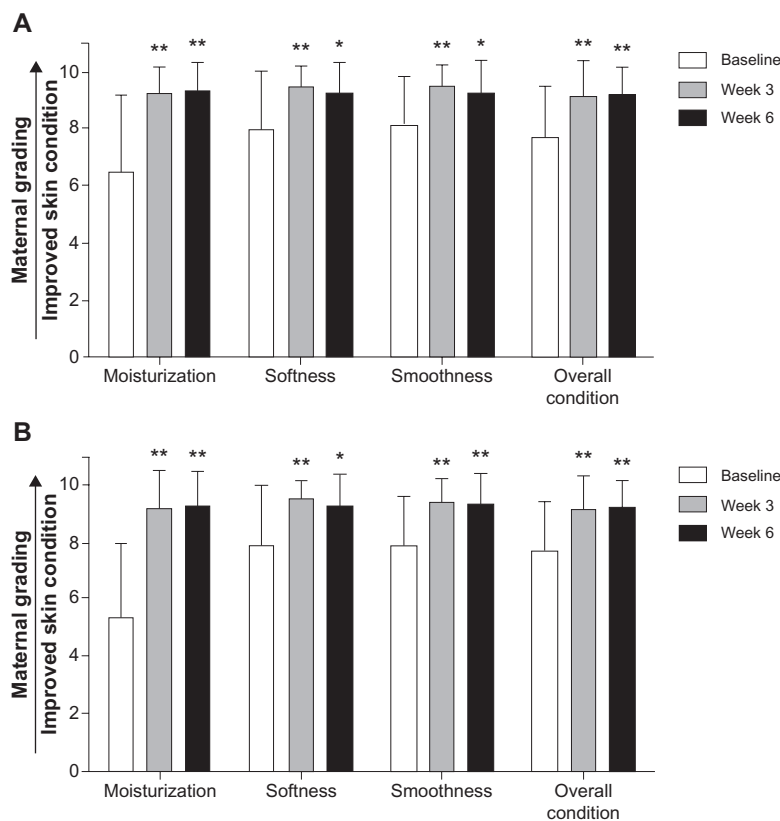 A
Maternal grading
Improved skin condition
10
8
6
4
2
0
** **
** *
** *
** **
Moisturization
Softness
Smoothness
Overall
condition
Baseline
Week 3
Week 6
B
Maternal grading
Improved skin condition
10
8
6
4
2
0
** **
** *
** **
** **
Moisturization
Softness
Smoothness
Overall
condition
Baseline
Week 3
Week 6